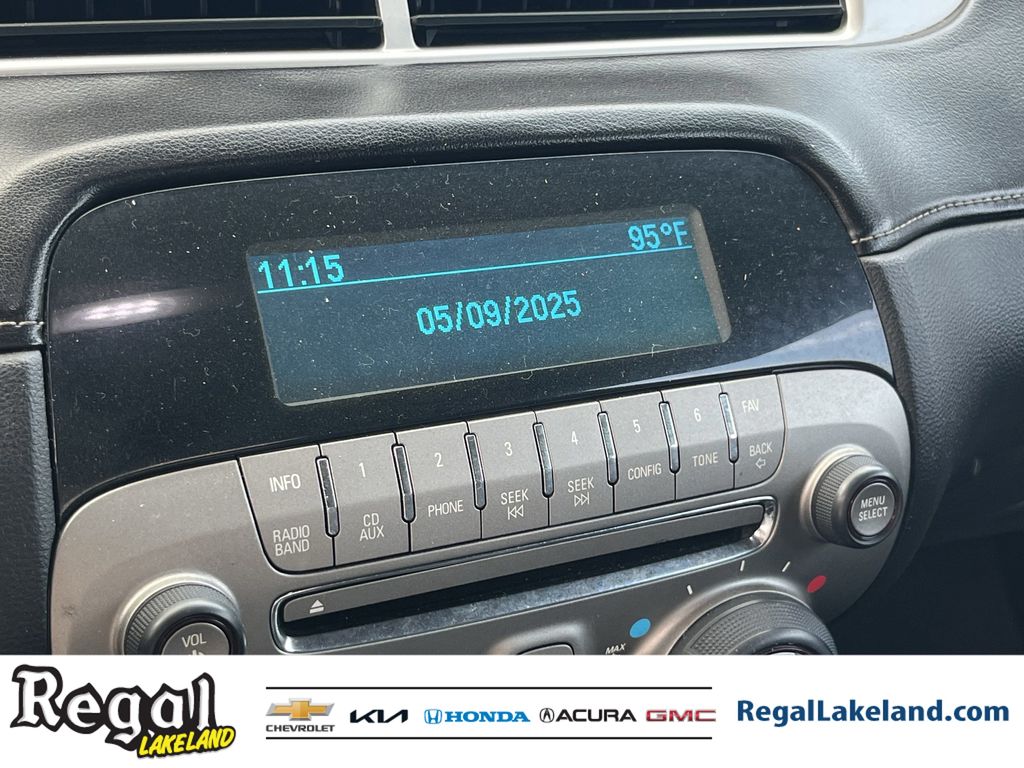 11:15
95°F
05/09/2025
INFO
1
2
3
4
5
6
FAV
RADIO
BAND
CD
AUX
PHONE
SEEK
SEEK
CONFIG
TONE
BACK
MENU
SELECT
VOL
MAX
Regal
LAKELAND
CHEVROLET
KIA
HONDA
ACURA
GMC
RegalLakeland.com